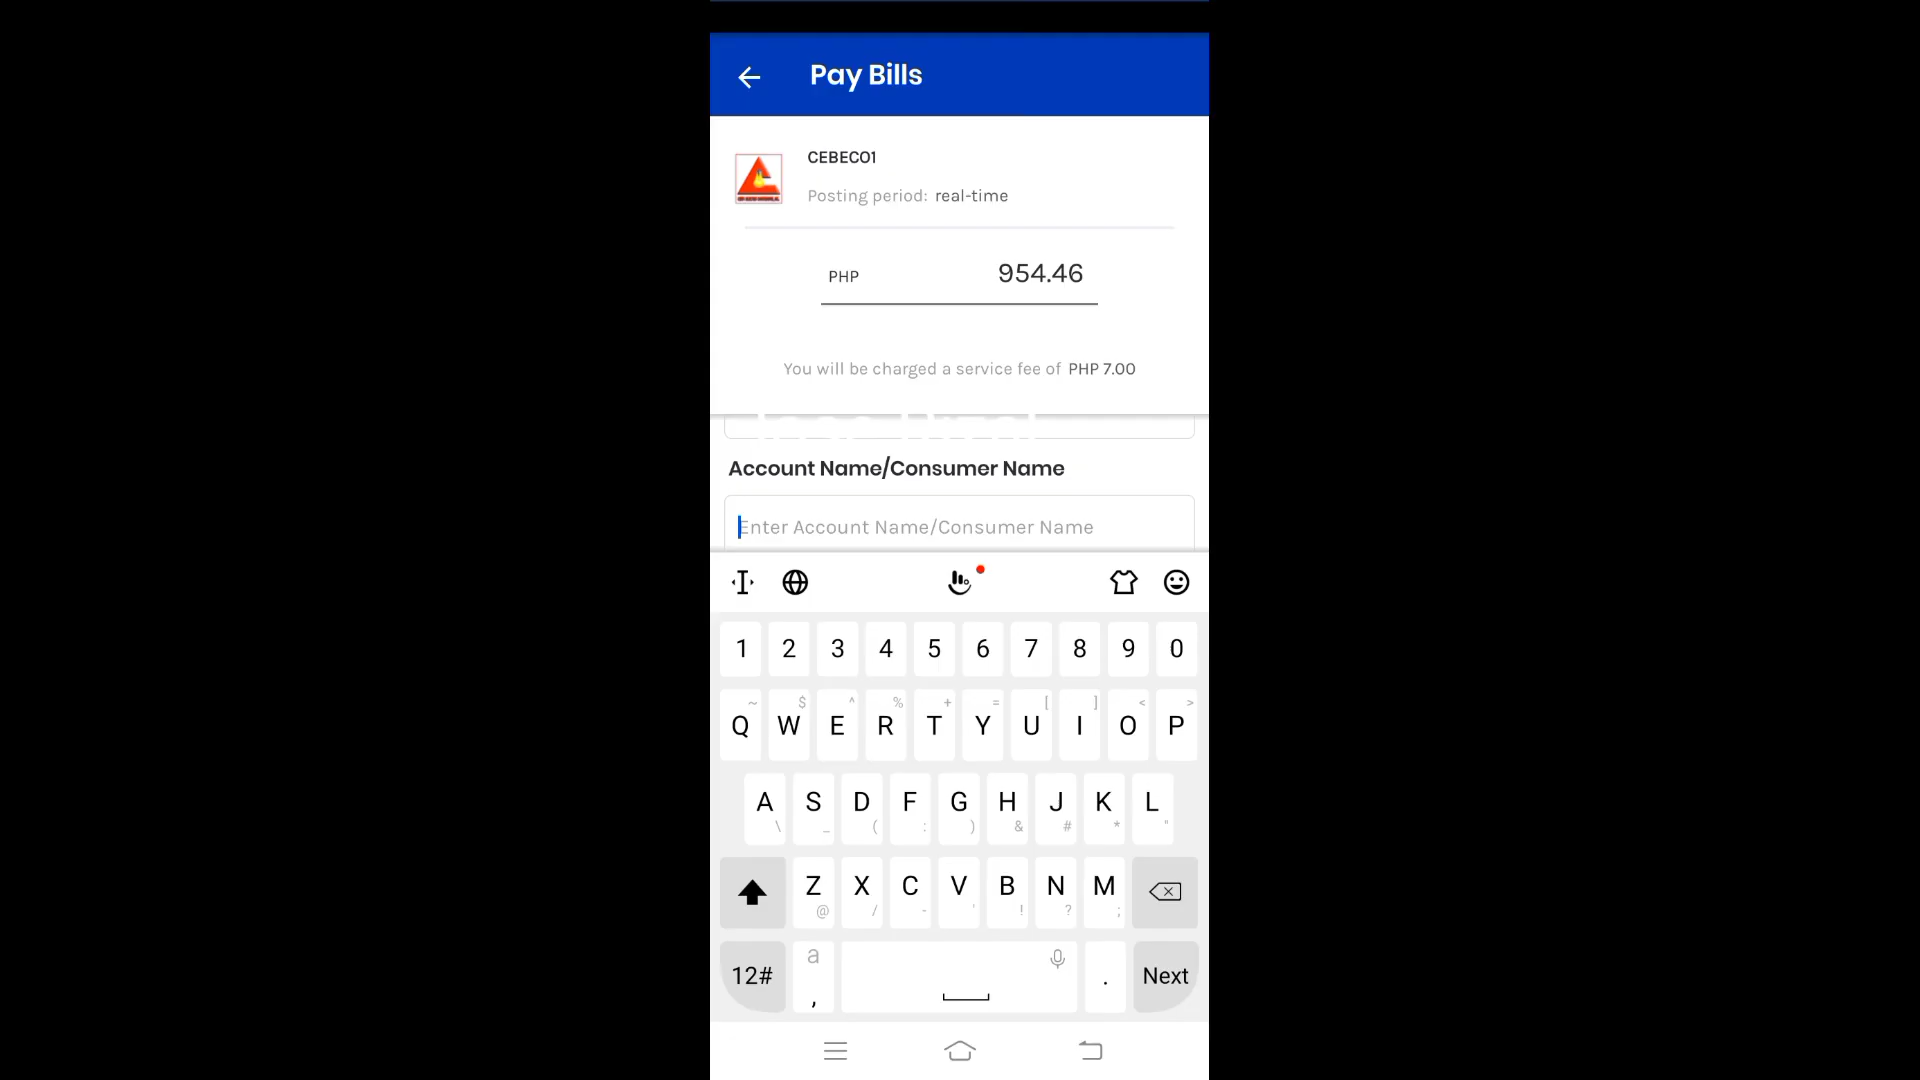 Pay Bills
CEBECO1
Posting period: real-time
PHP 954.46
You will be charged a service fee of PHP 7.00
Account Name/Consumer Name
Enter Account Name/Consumer Name
1 2 3 4 5 6 7 8 9 0
~ $ ^ % + = [ ] < >
Q W E R T Y U I O P
A S D F G H J K L
\ _ ( : ) & # * "
Z X C V B N M
@ / - ' ! ? ;
12# a , . Next